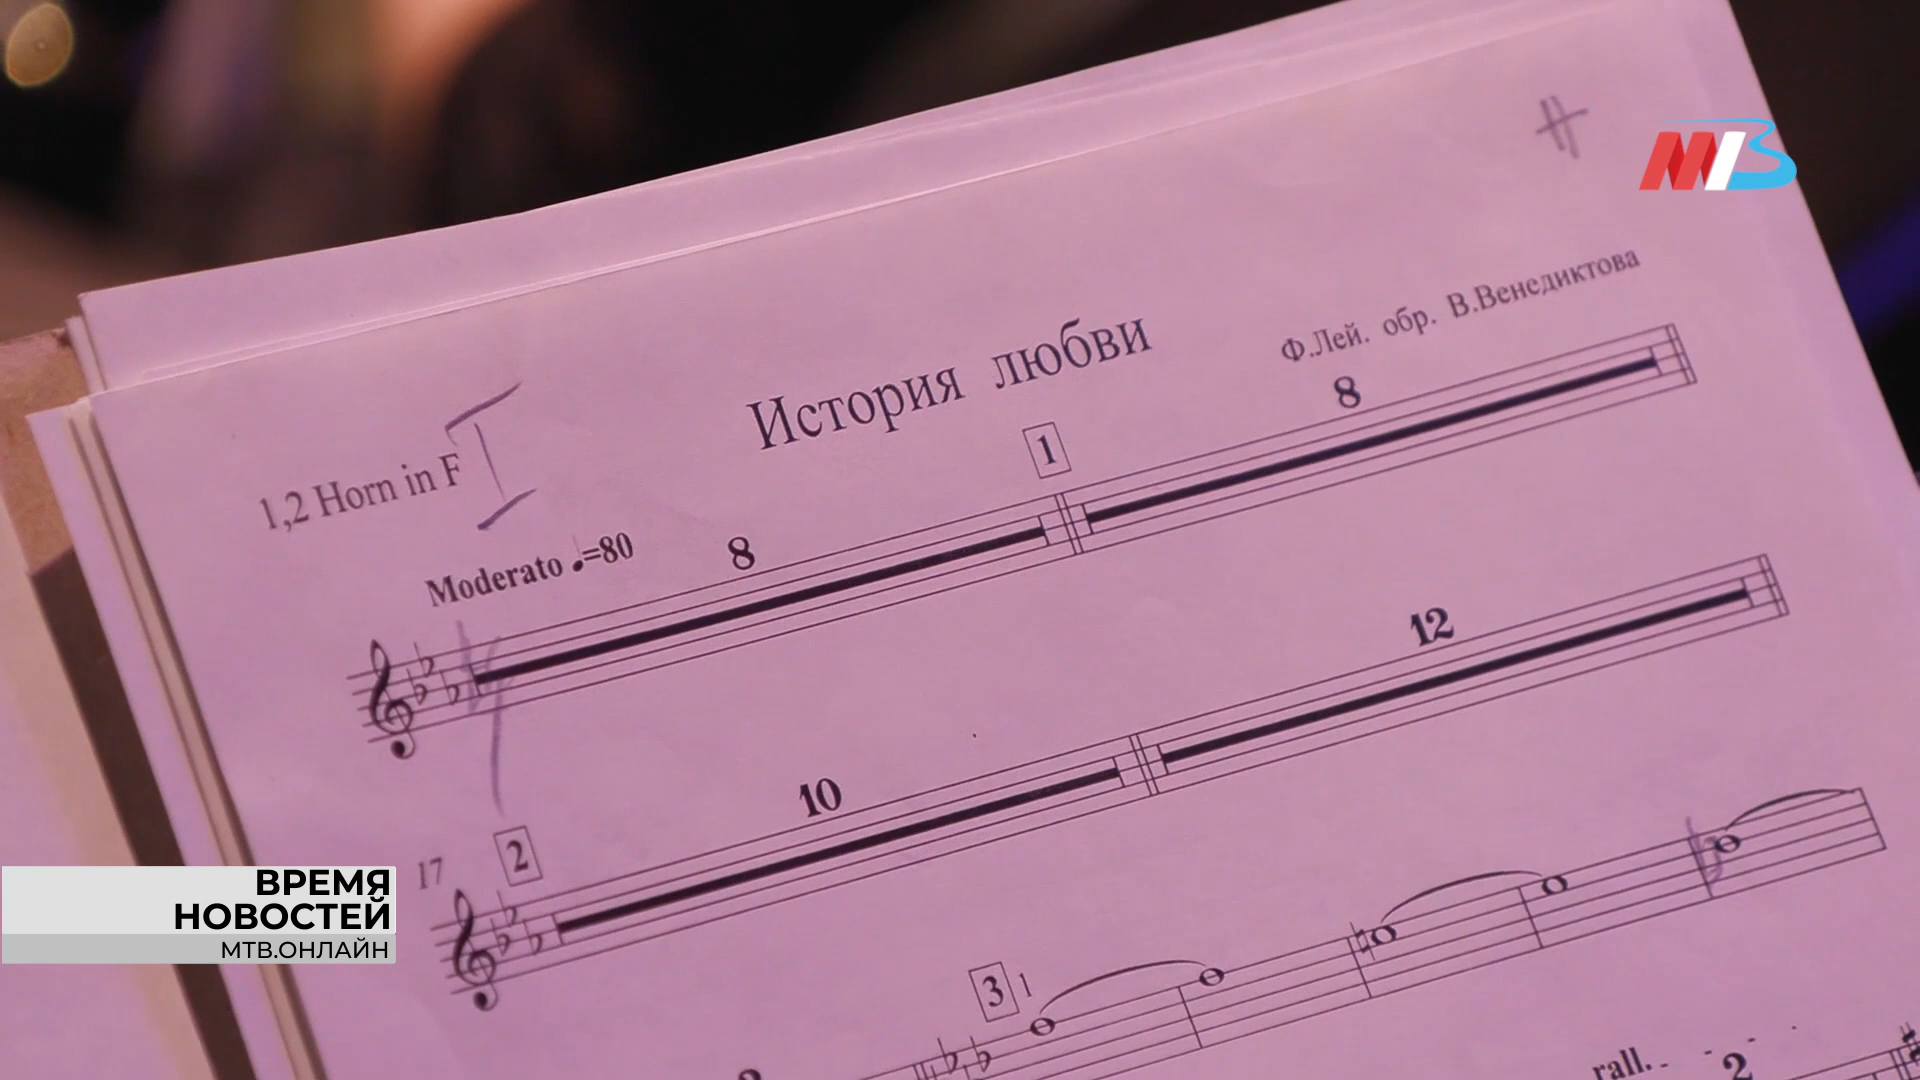 МТВ
История любви
Ф.Лей. обр. В.Венедиктова
1,2 Horn in F I
Moderato ♩=80
8
1
8
17
2
10
12
3 1
rall.
2
ВРЕМЯ
НОВОСТЕЙ
МТВ.ОНЛАЙН